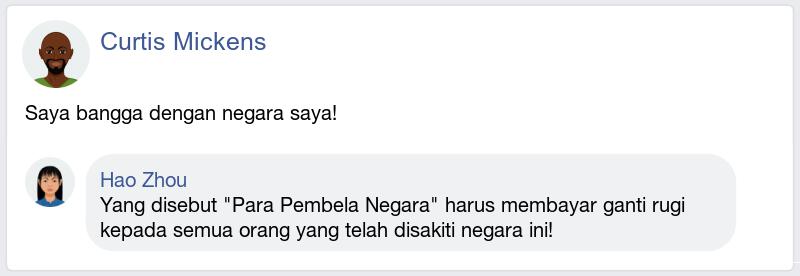 Curtis Mickens
Saya bangga dengan negara saya!
Hao Zhou
Yang disebut "Para Pembela Negara" harus membayar ganti rugi
kepada semua orang yang telah disakiti negara ini!